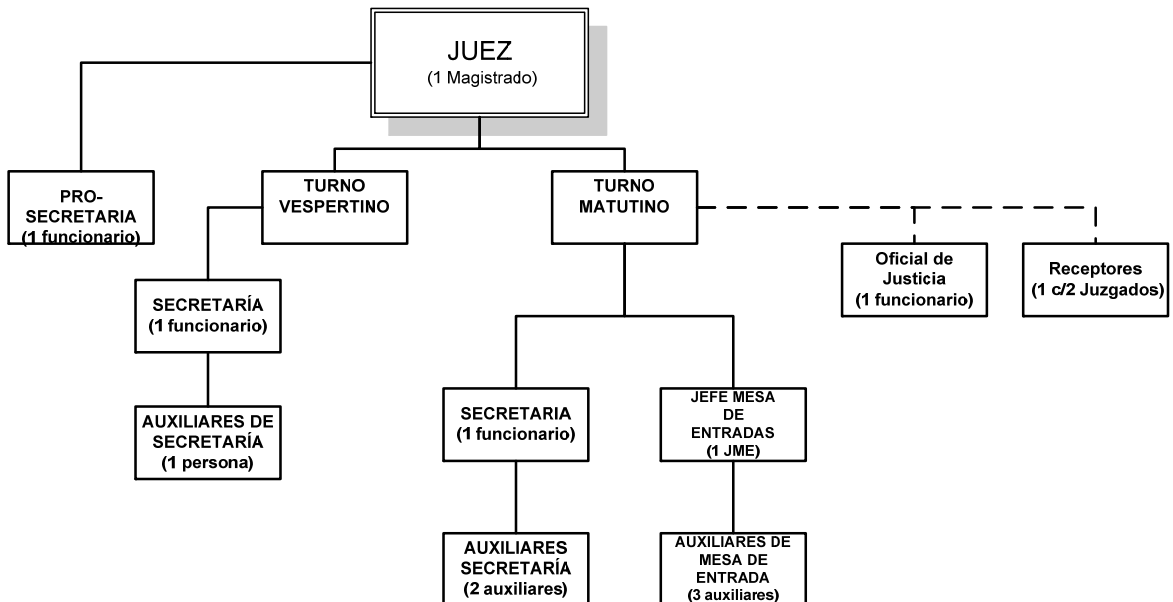 JUEZ
(1 Magistrado)
PRO-
SECRETARIA
(1 funcionario)
TURNO
VESPERTINO
TURNO
MATUTINO
Oficial de
Justicia
(1 funcionario)
Receptores
(1 c/2 Juzgados)
SECRETARÍA
(1 funcionario)
AUXILIARES DE
SECRETARÍA
(1 persona)
SECRETARIA
(1 funcionario)
JEFE MESA
DE
ENTRADAS
(1 JME)
AUXILIARES
SECRETARÍA
(2 auxiliares)
AUXILIARES DE
MESA DE
ENTRADA
(3 auxiliares)